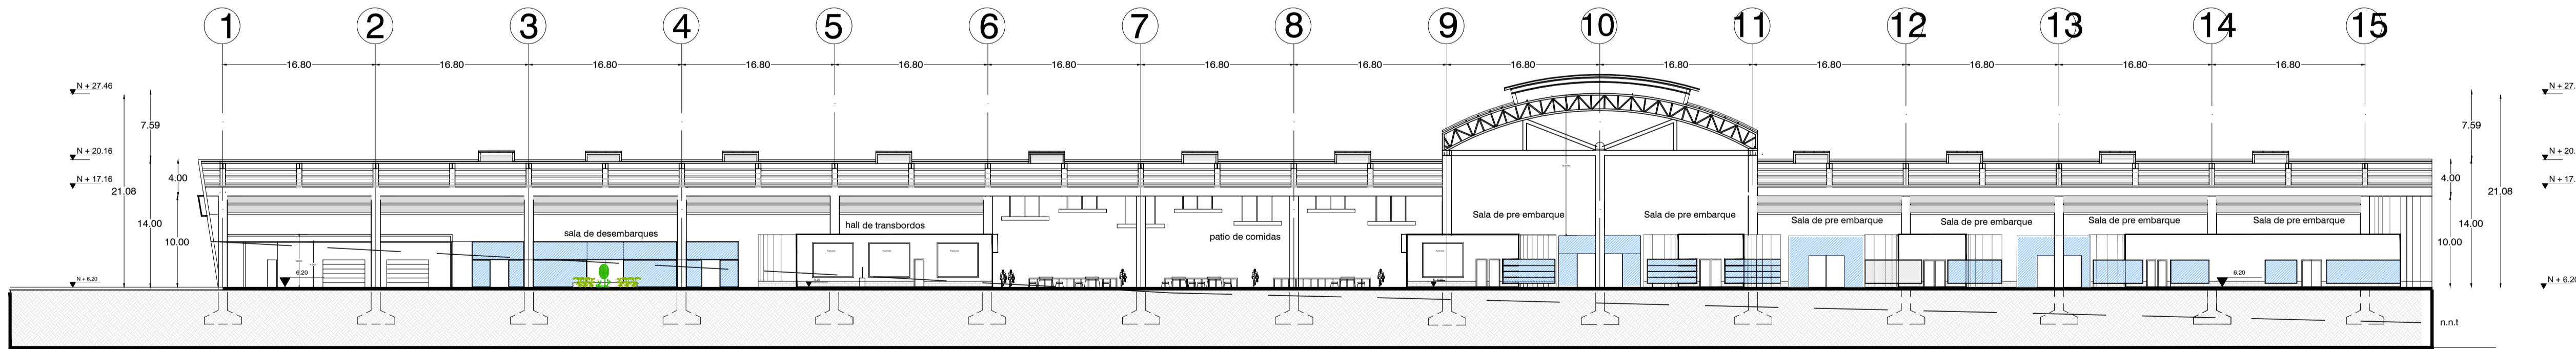 1 2 3 4 5 6 7 8 9 10 11 12 13 14 15
16.80 16.80 16.80 16.80 16.80 16.80 16.80 16.80 16.80 16.80 16.80 16.80 16.80 16.80
N + 27.46
7.59
N + 20.16
4.00
N + 17.16
21.08
14.00
10.00
N + 6.20
6.20
sala de desembarques
hall de transbordos
patio de comidas
Sala de pre embarque
Sala de pre embarque
Sala de pre embarque
Sala de pre embarque
Sala de pre embarque
Sala de pre embarque
6.20
N + 27.
7.59
N + 20.
4.00
N + 17.
21.08
14.00
10.00
N + 6.20
n.n.t